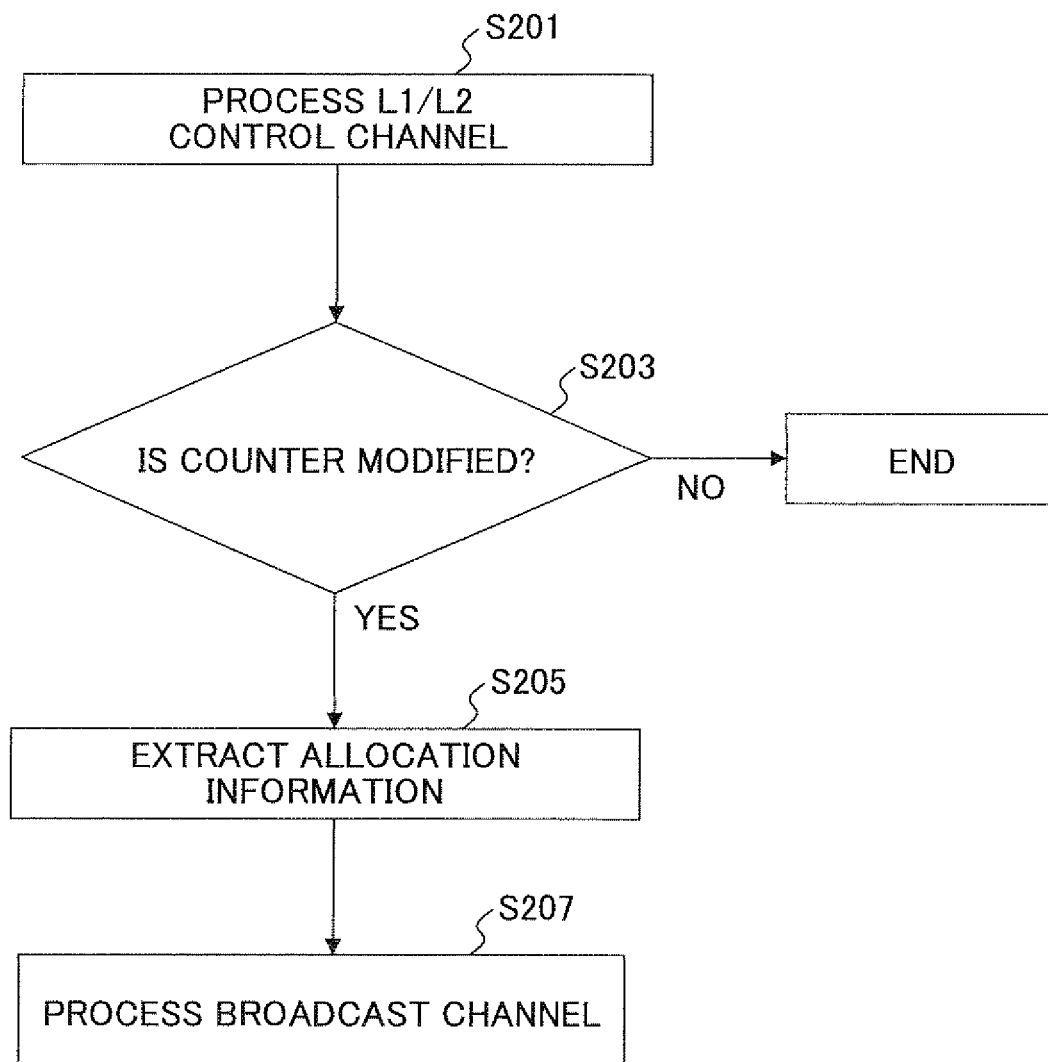 S201
PROCESS L1/L2
CONTROL CHANNEL
S203
IS COUNTER MODIFIED?
NO
END
YES
S205
EXTRACT ALLOCATION
INFORMATION
S207
PROCESS BROADCAST CHANNEL